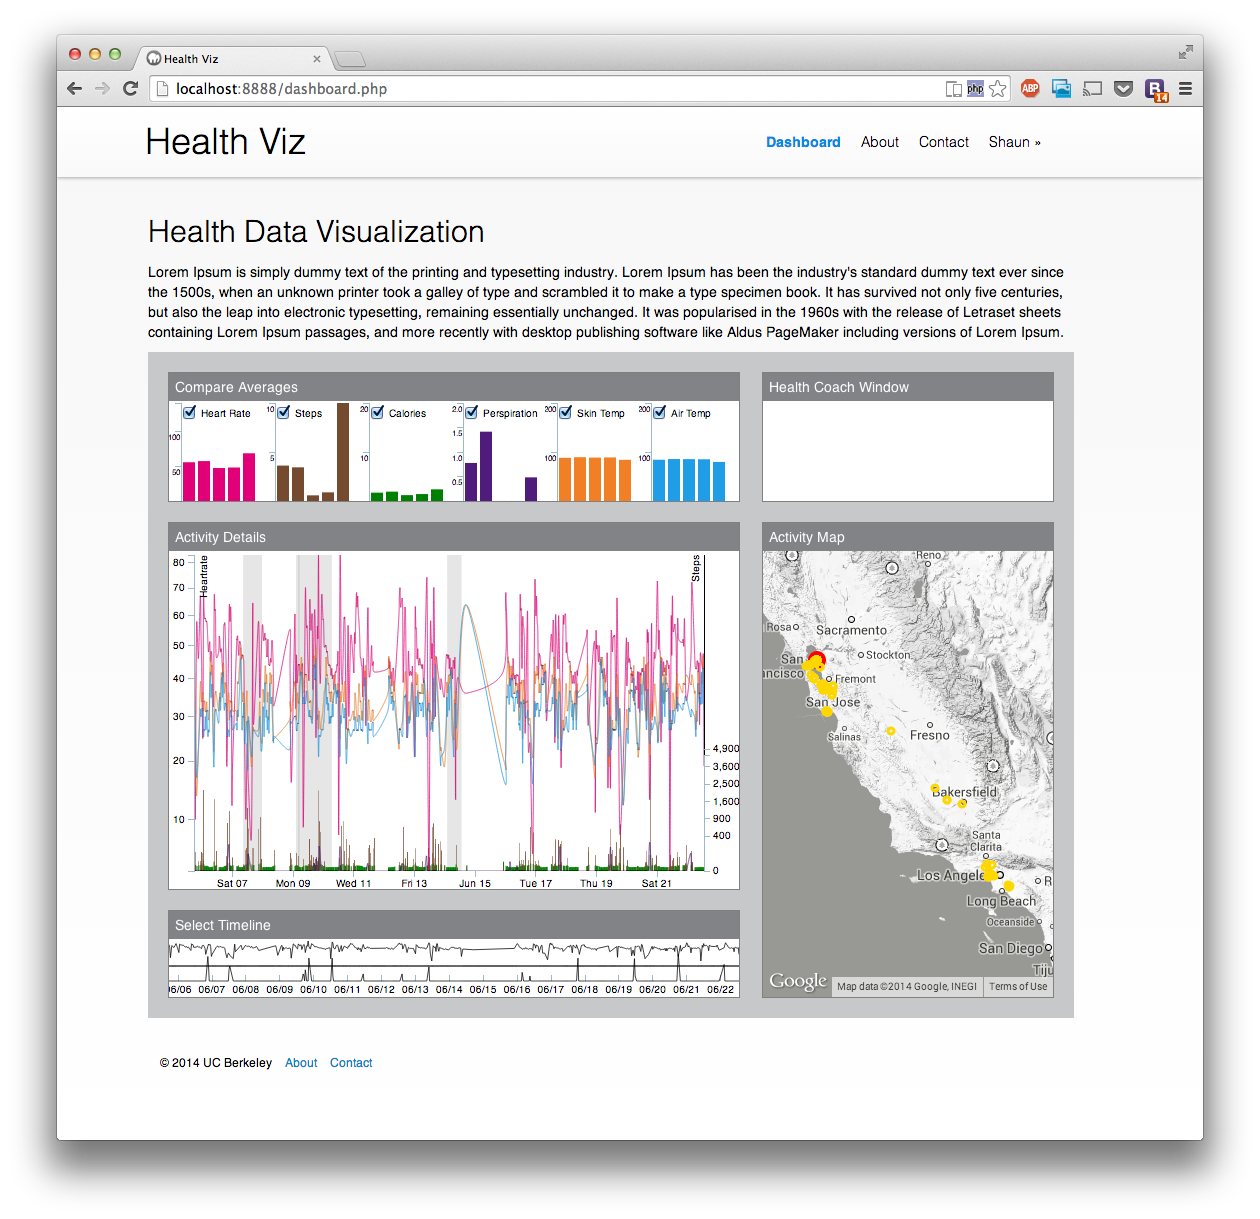 Health Viz
localhost:8888/dashboard.php
php
ABP
B
14
Health Viz
Dashboard About Contact Shaun »
Health Data Visualization
Lorem Ipsum is simply dummy text of the printing and typesetting industry. Lorem Ipsum has been the industry's standard dummy text ever since
the 1500s, when an unknown printer took a galley of type and scrambled it to make a type specimen book. It has survived not only five centuries,
but also the leap into electronic typesetting, remaining essentially unchanged. It was popularised in the 1960s with the release of Letraset sheets
containing Lorem Ipsum passages, and more recently with desktop publishing software like Aldus PageMaker including versions of Lorem Ipsum.
Compare Averages
Heart Rate
100
50
10
Steps
5
20
Calories
10
2.0
Perspiration
1.5
1.0
0.5
200
Skin Temp
100
200
Air Temp
100
Health Coach Window
Activity Details
80
70
60
50
40
30
20
10
Heartrate
Steps
4,900
3,600
2,500
1,600
900
400
0
Sat 07 Mon 09 Wed 11 Fri 13 Jun 15 Tue 17 Thu 19 Sat 21
Select Timeline
06/06 06/07 06/08 06/09 06/10 06/11 06/12 06/13 06/14 06/15 06/16 06/17 06/18 06/19 06/20 06/21 06/22
Activity Map
Reno
Rosa
Sacramento
San
ancisco
Stockton
Fremont
San Jose
Salinas
Fresno
Bakersfield
Santa
Clarita
Los Angele
R
Long Beach
Oceanside
San Diego
Tiju
Google
Map data ©2014 Google, INEGI
Terms of Use
© 2014 UC Berkeley About Contact